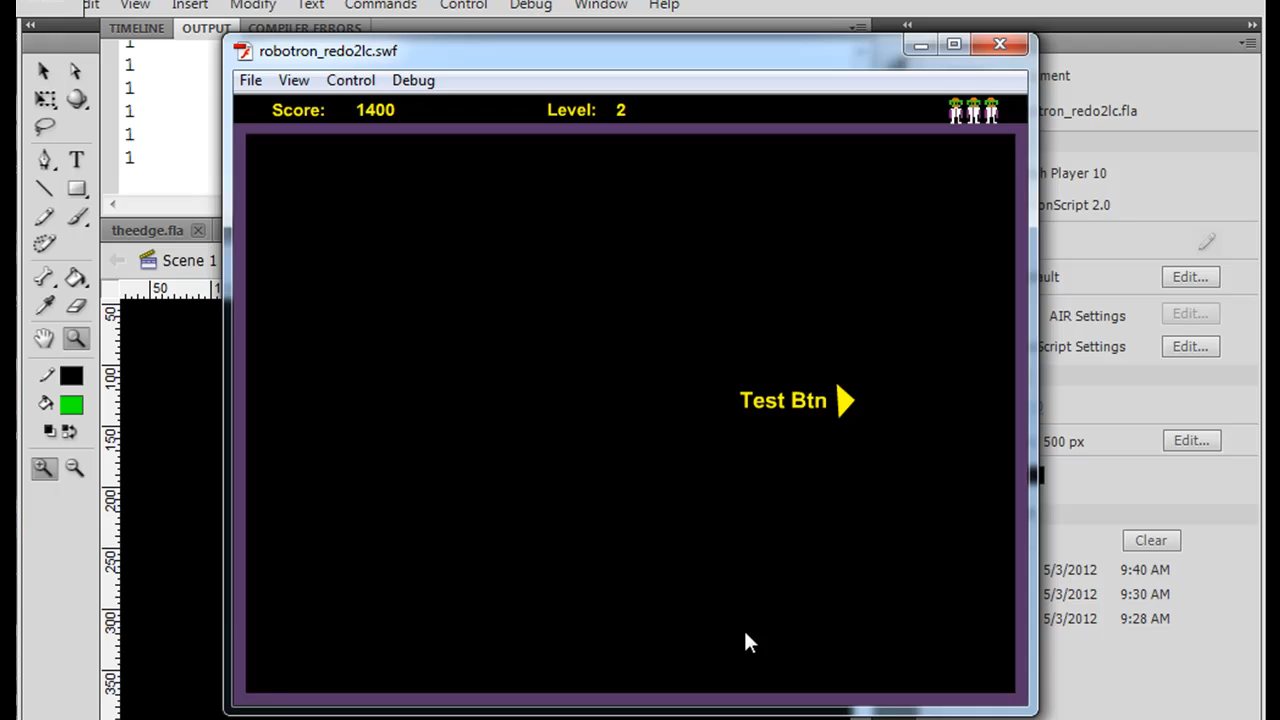 Insert Modify Text Commands Control Debug Window Help
TIMELINE OUTPUT COMPILER ERRORS
robotron_redo2lc.swf
File View Control Debug
Score: 1400 Level: 2
1
1
1
1
1
Test Btn
theedge.fla
Scene 1
50
50
100
150
200
250
300
350
tron_redo2lc.fla
h Player 10
onScript 2.0
ault Edit...
AIR Settings Edit...
Script Settings Edit...
500 px Edit...
Clear
5/3/2012 9:40 AM
5/3/2012 9:30 AM
5/3/2012 9:28 AM